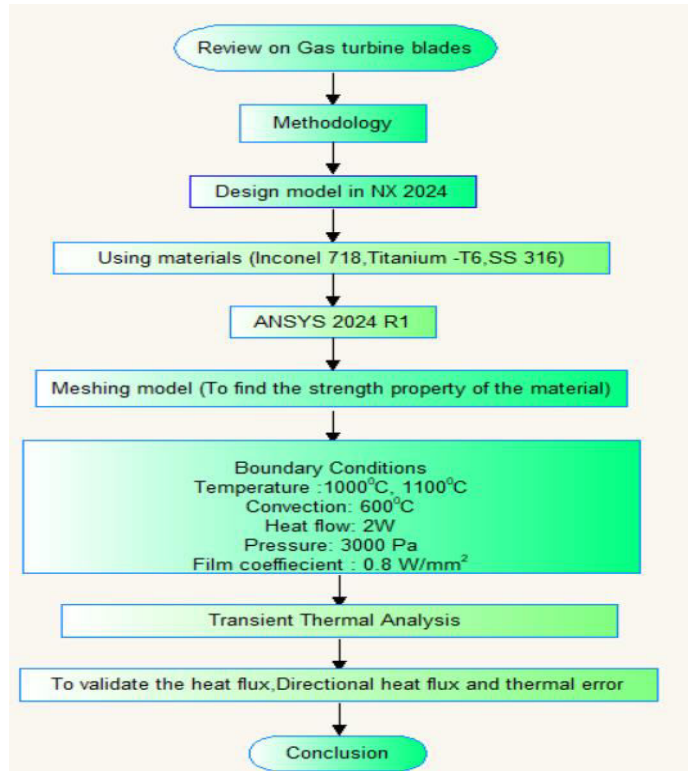 Review on Gas turbine blades
Methodology
Design model in NX 2024
Using materials (Inconel 718,Titanium -T6,SS 316)
ANSYS 2024 R1
Meshing model (To find the strength property of the material)
Boundary Conditions
Temperature :1000⁰C, 1100⁰C
Convection: 600⁰C
Heat flow: 2W
Pressure: 3000 Pa
Film coeffiecient : 0.8 W/mm²
Transient Thermal Analysis
To validate the heat flux,Directional heat flux and thermal error
Conclusion